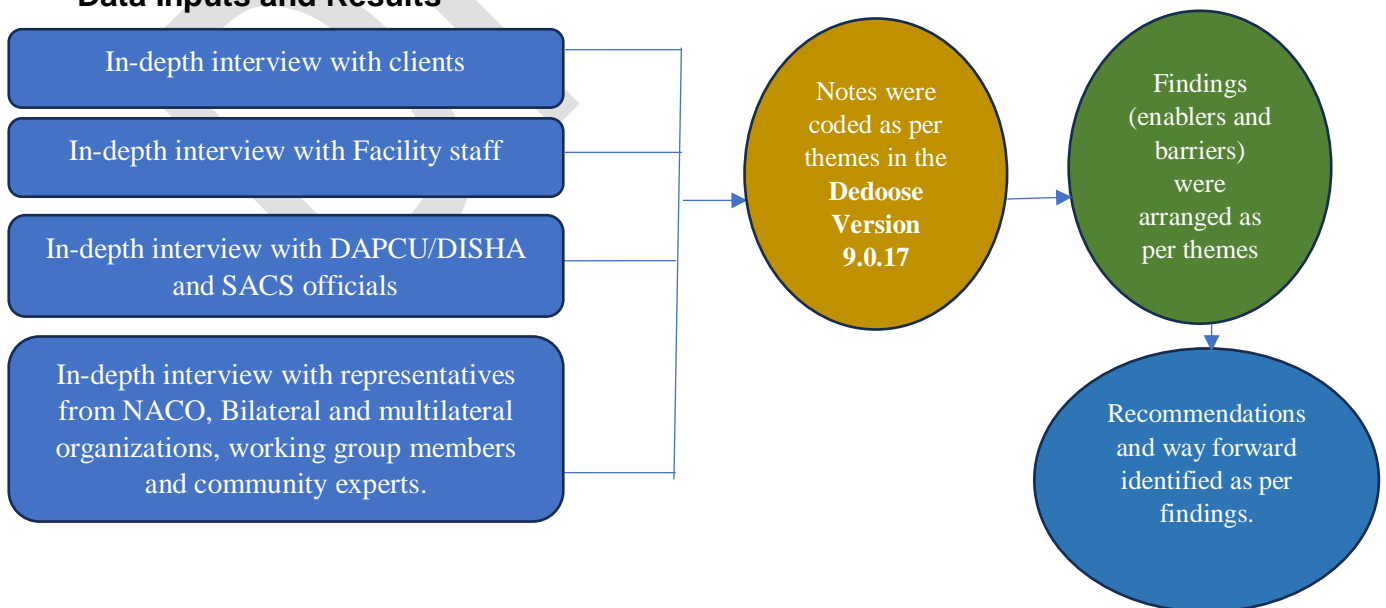 Data Inputs and Results
In-depth interview with clients
In-depth interview with Facility staff
In-depth interview with DAPCU/DISHA
and SACS officials
In-depth interview with representatives
from NACO, Bilateral and multilateral
organizations, working group members
and community experts.
Notes were
coded as per
themes in the
Dedoose
Version
9.0.17
Findings
(enablers and
barriers)
were
arranged as
per themes
Recommendations
and way forward
identified as per
findings.